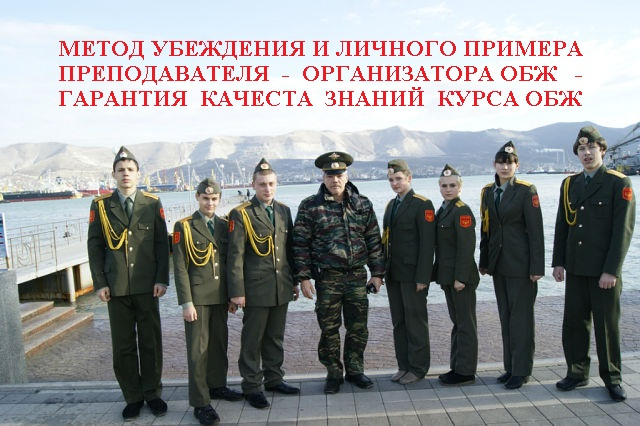 МЕТОД УБЕЖДЕНИЯ И ЛИЧНОГО ПРИМЕРА
ПРЕПОДАВАТЕЛЯ - ОРГАНИЗАТОРА ОБЖ -
ГАРАНТИЯ КАЧЕСТА ЗНАНИЙ КУРСА ОБЖ